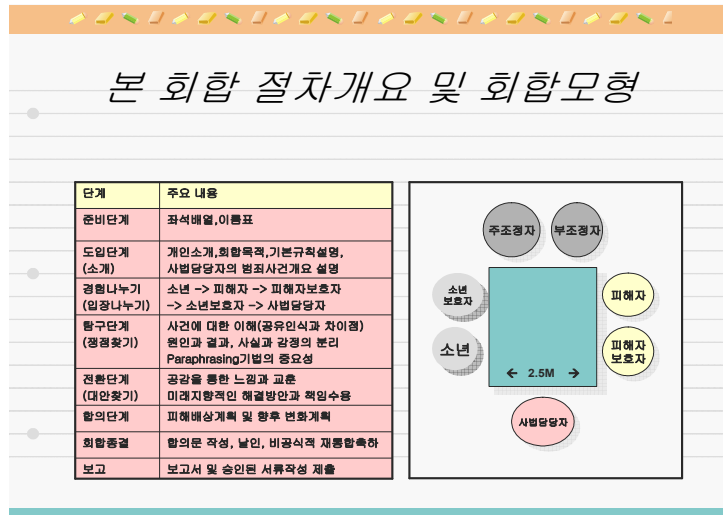 본 회합 절차개요 및 회합모형
단계 주요 내용
준비단계 좌석배열,이름표
도입단계 개인소개,회합목적,기본규칙설명,
(소개) 사법담당자의 범죄사건개요 설명
경험나누기 소년 -> 피해자 -> 피해자보호자
(입장나누기) -> 소년보호자 -> 사법담당자
탐구단계 사건에 대한 이해(공유인식과 차이점)
(쟁점찾기) 원인과 결과, 사실과 감정의 분리
Paraphrasing기법의 중요성
전환단계 공감을 통한 느낌과 교훈
(대안찾기) 미래지향적인 해결방안과 책임수용
합의단계 피해배상계획 및 향후 변화계획
회합종결 합의문 작성, 날인, 비공식적 재통합축하
보고 보고서 및 승인된 서류작성 제출
주조정자 부조정자
소년
보호자
피해자
소년
피해자
보호자
← 2.5M →
사법담당자